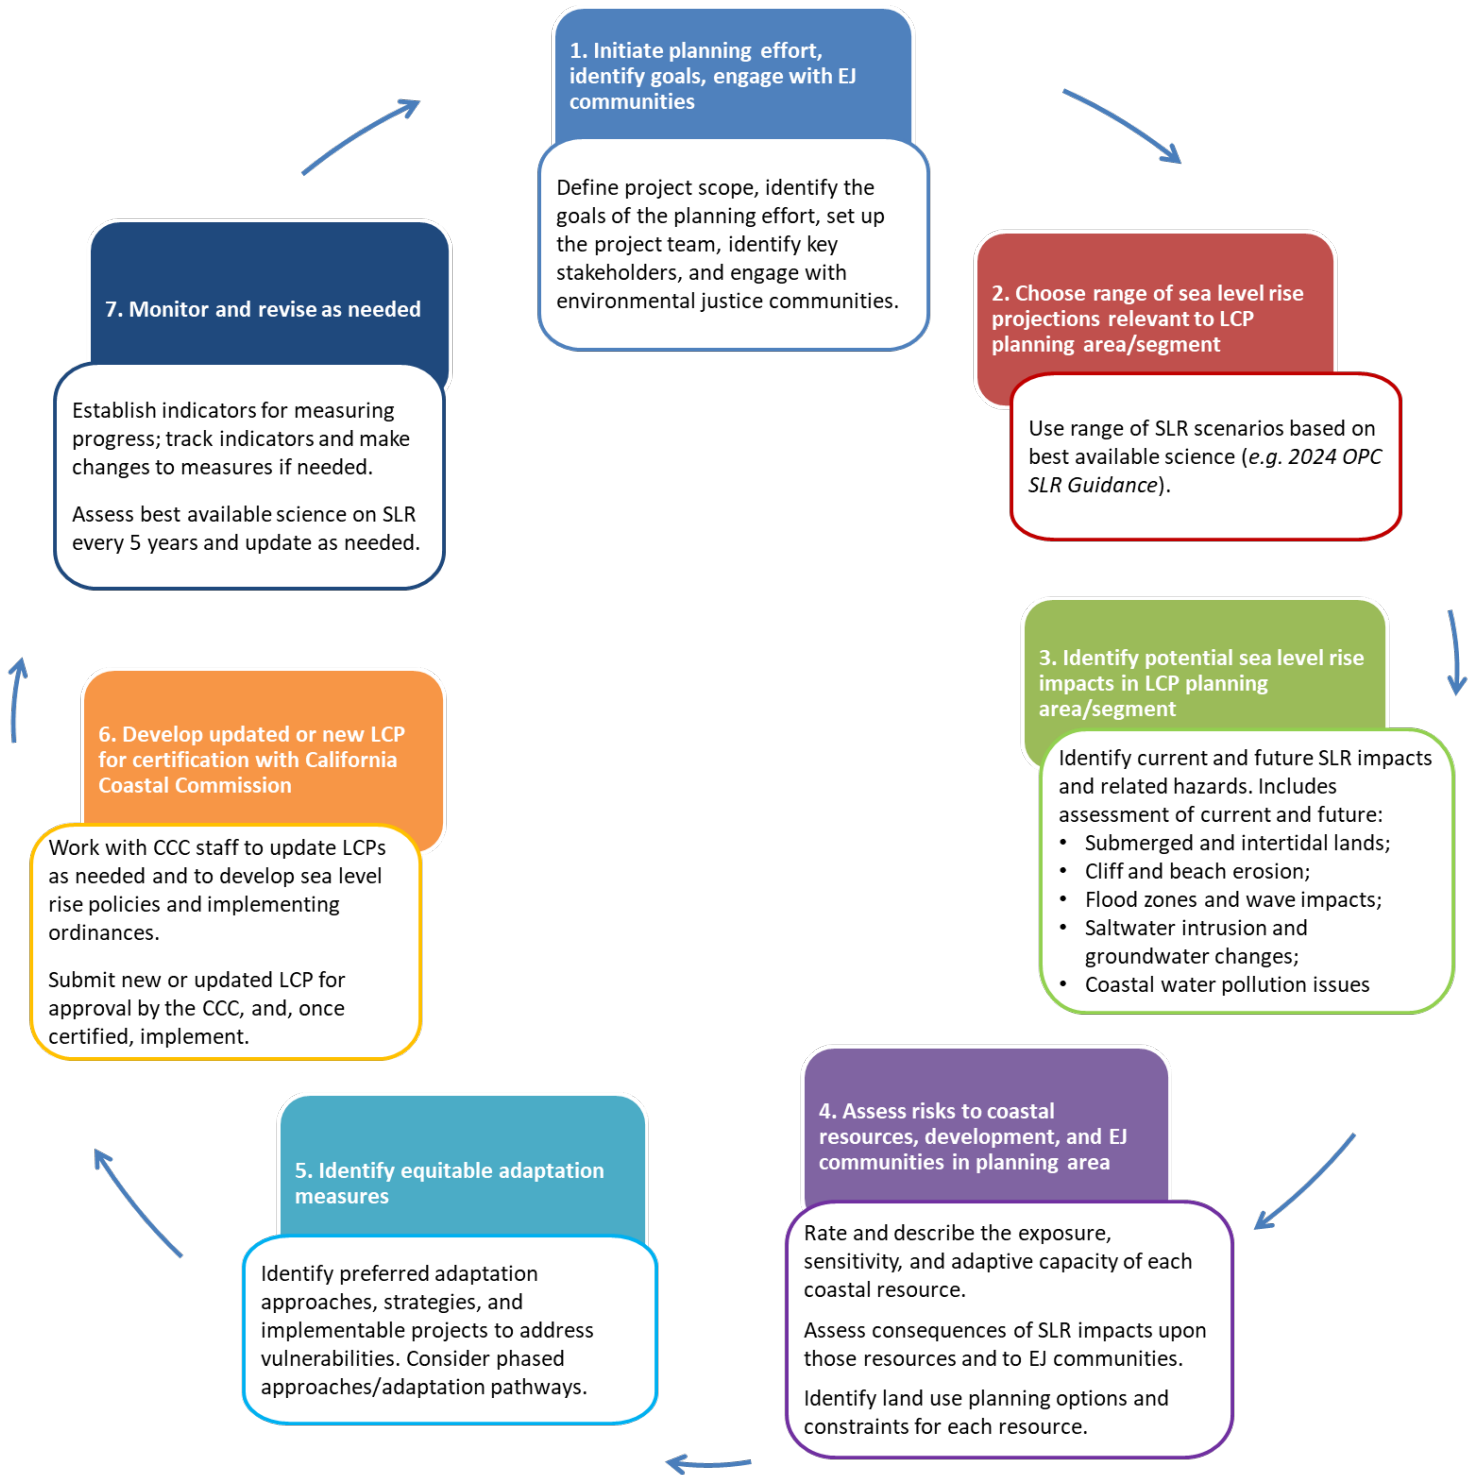 1. Initiate planning effort,
identify goals, engage with EJ
communities
Define project scope, identify the
goals of the planning effort, set up
the project team, identify key
stakeholders, and engage with
environmental justice communities.
2. Choose range of sea level rise
projections relevant to LCP
planning area/segment
Use range of SLR scenarios based on
best available science (e.g. 2024 OPC
SLR Guidance).
3. Identify potential sea level rise
impacts in LCP planning
area/segment
Identify current and future SLR impacts
and related hazards. Includes
assessment of current and future:
• Submerged and intertidal lands;
• Cliff and beach erosion;
• Flood zones and wave impacts;
• Saltwater intrusion and
groundwater changes;
• Coastal water pollution issues
4. Assess risks to coastal
resources, development, and EJ
communities in planning area
Rate and describe the exposure,
sensitivity, and adaptive capacity of each
coastal resource.
Assess consequences of SLR impacts upon
those resources and to EJ communities.
Identify land use planning options and
constraints for each resource.
5. Identify equitable adaptation
measures
Identify preferred adaptation
approaches, strategies, and
implementable projects to address
vulnerabilities. Consider phased
approaches/adaptation pathways.
6. Develop updated or new LCP
for certification with California
Coastal Commission
Work with CCC staff to update LCPs
as needed and to develop sea level
rise policies and implementing
ordinances.
Submit new or updated LCP for
approval by the CCC, and, once
certified, implement.
7. Monitor and revise as needed
Establish indicators for measuring
progress; track indicators and make
changes to measures if needed.
Assess best available science on SLR
every 5 years and update as needed.